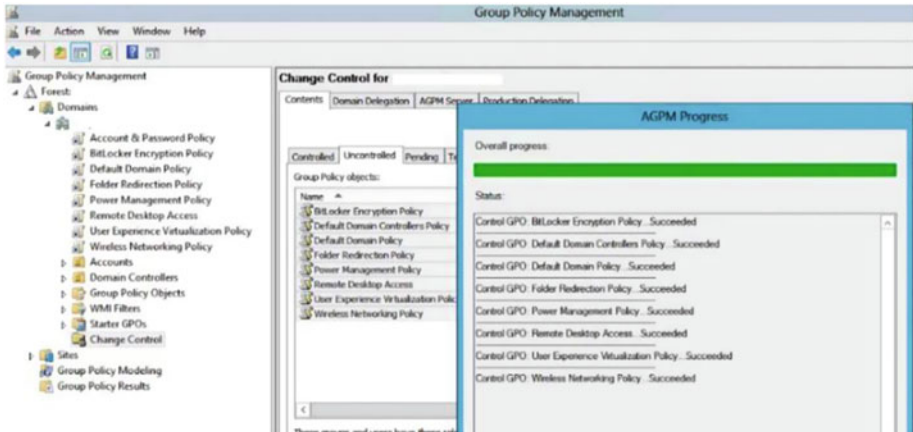 Group Policy Management
File Action View Window Help
Group Policy Management
Forest:
Domains
Account & Password Policy
BitLocker Encryption Policy
Default Domain Policy
Folder Redirection Policy
Power Management Policy
Remote Desktop Access
User Experience Virtualization Policy
Wireless Networking Policy
Accounts
Domain Controllers
Group Policy Objects
WMI Filters
Starter GPOs
Change Control
Sites
Group Policy Modeling
Group Policy Results
Change Control for
Contents Domain Delegation AGPM Server Production Delegation
Controlled Uncontrolled Pending Te
Group Policy objects:
Name
BitLocker Encryption Policy
Default Domain Controllers Policy
Default Domain Policy
Folder Redirection Policy
Power Management Policy
Remote Desktop Access
User Experience Virtualization Polic
Wireless Networking Policy
AGPM Progress
Overall progress:
Status:
Control GPO: BitLocker Encryption Policy...Succeeded
Control GPO: Default Domain Controllers Policy...Succeeded
Control GPO: Default Domain Policy...Succeeded
Control GPO: Folder Redirection Policy...Succeeded
Control GPO: Power Management Policy...Succeeded
Control GPO: Remote Desktop Access...Succeeded
Control GPO: User Experience Virtualization Policy...Succeeded
Control GPO: Wireless Networking Policy...Succeeded